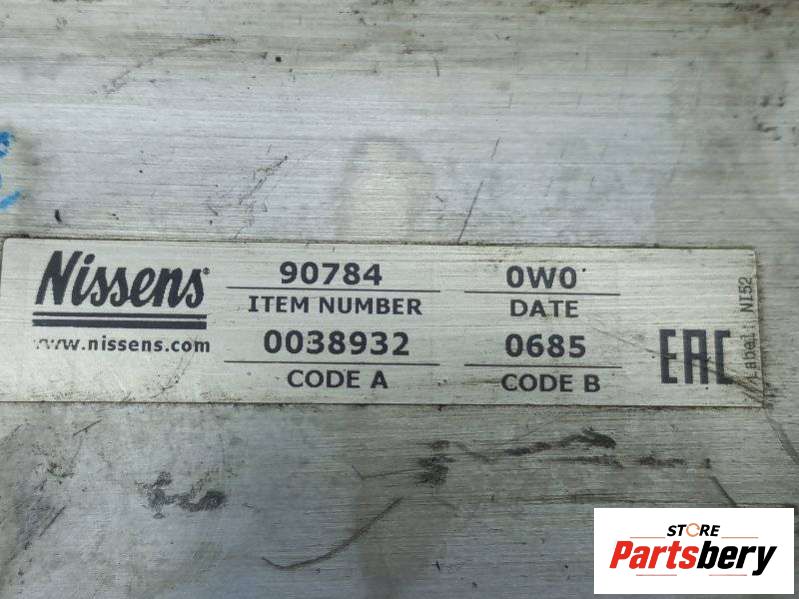 Nissens®
www.nissens.com
90784
ITEM NUMBER
0038932
CODE A
0W0
DATE
0685
CODE B
EAC
Label: NI52
STORE
Partsbery